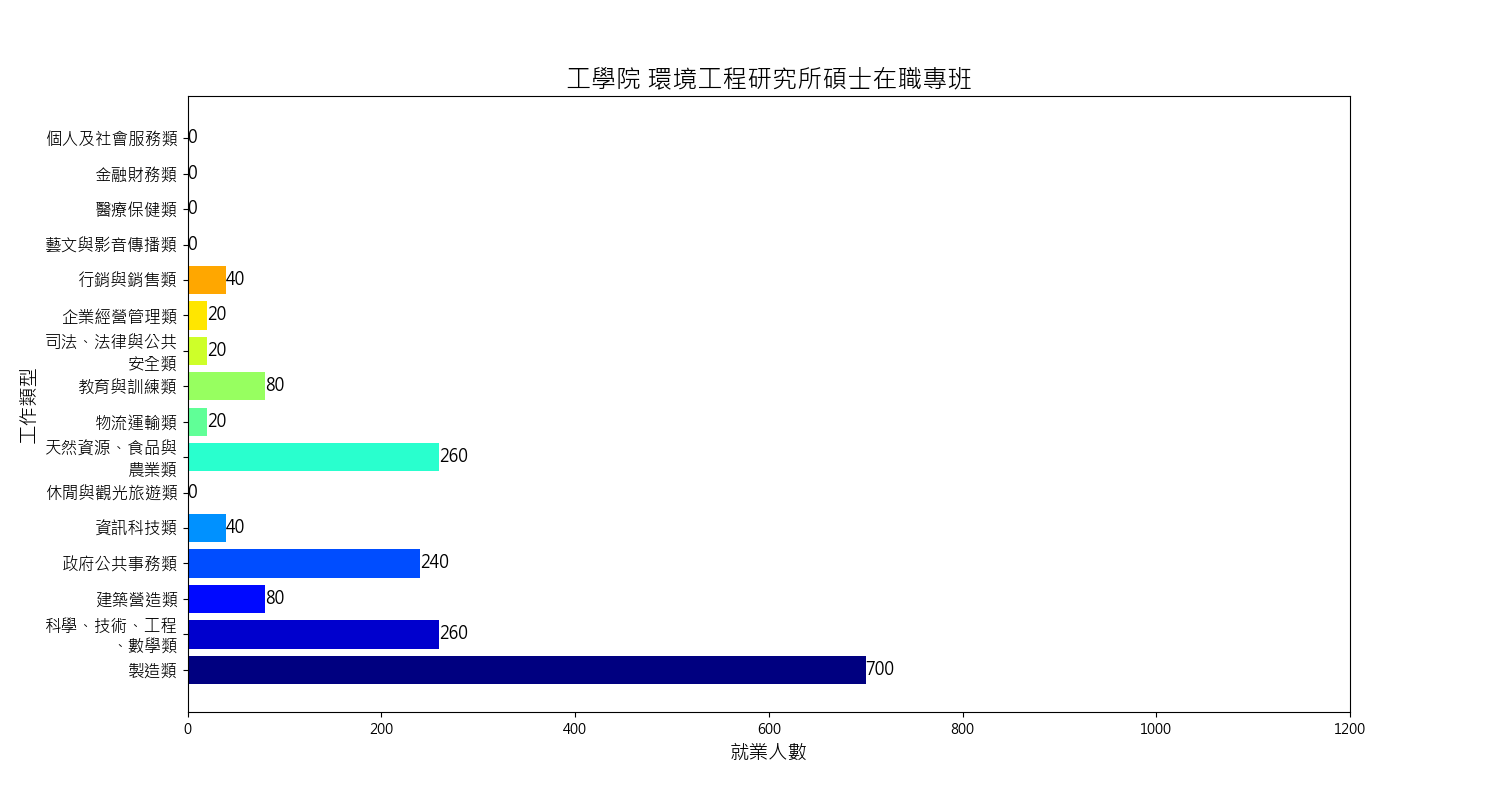 工學院 環境工程研究所碩士在職專班
個人及社會服務類 0
金融財務類 0
醫療保健類 0
藝文與影音傳播類 0
行銷與銷售類 40
企業經營管理類 20
司法、法律與公共
安全類 20
教育與訓練類 80
物流運輸類 20
天然資源、食品與
農業類 260
休閒與觀光旅遊類 0
資訊科技類 40
政府公共事務類 240
建築營造類 80
科學、技術、工程
、數學類 260
製造類 700
工作類型
0 200 400 600 800 1000 1200
就業人數